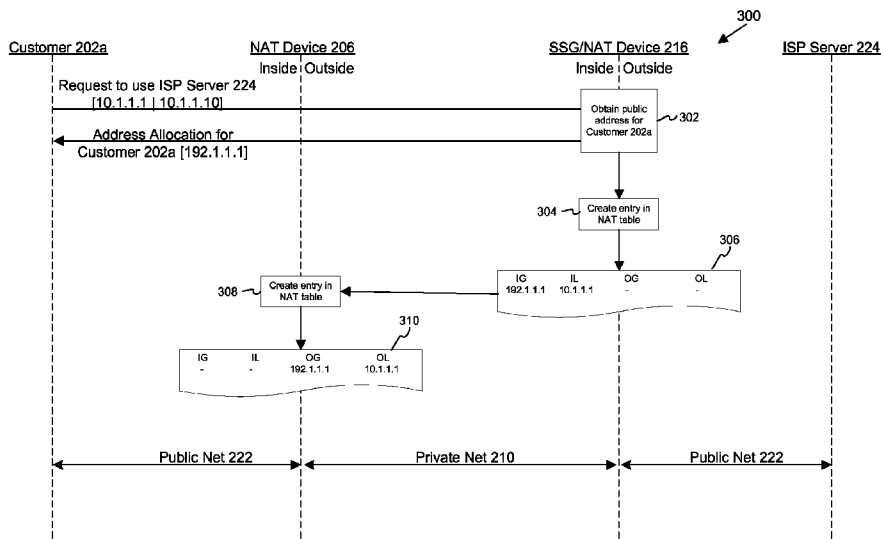 300
Customer 202a
NAT Device 206
SSG/NAT Device 216
ISP Server 224
Inside Outside
Inside Outside
Request to use ISP Server 224
[10.1.1.1 | 10.1.1.10]
Obtain public
address for
Customer 202a
302
Address Allocation for
Customer 202a [192.1.1.1]
304
Create entry in
NAT table
306
IG IL OG OL
192.1.1.1 10.1.1.1 - -
308
Create entry in
NAT table
310
IG IL OG OL
- - 192.1.1.1 10.1.1.1
Public Net 222
Private Net 210
Public Net 222